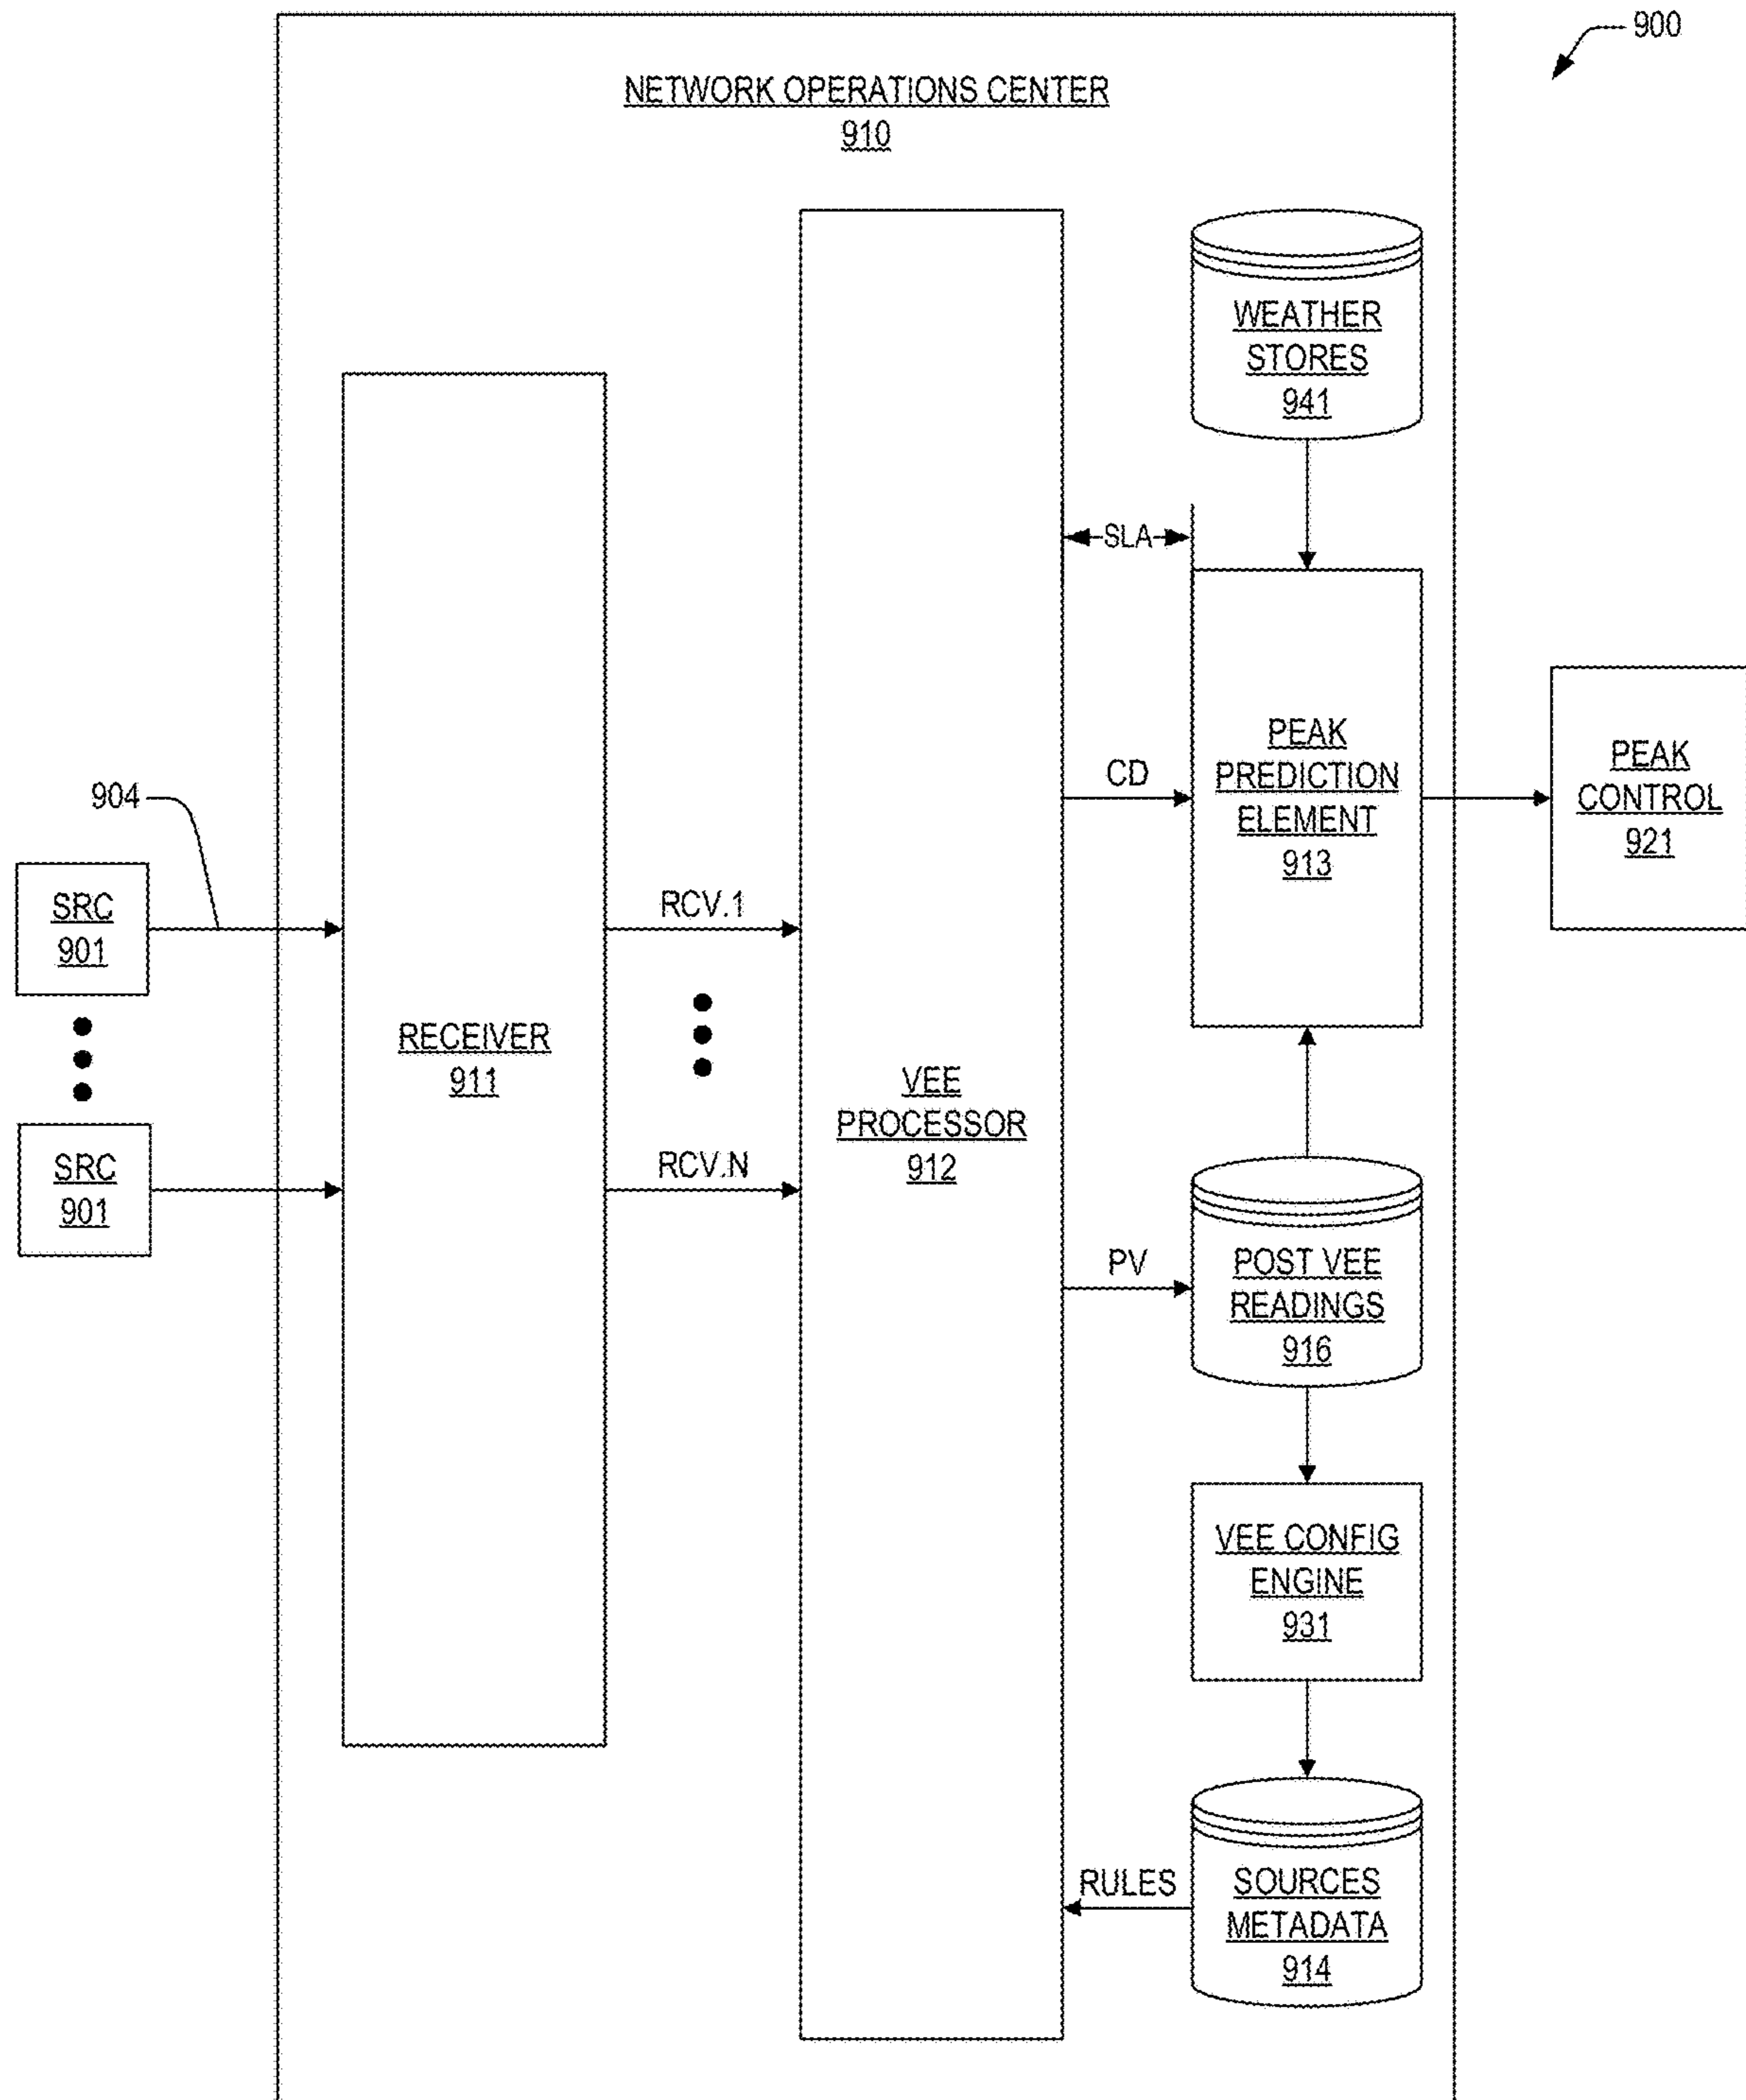 900
NETWORK OPERATIONS CENTER
910
WEATHER
STORES
941
SLA
PEAK
PREDICTION
ELEMENT
913
CD
PEAK
CONTROL
921
904
SRC
901
RCV.1
RECEIVER
911
VEE
PROCESSOR
912
SRC
901
RCV.N
PV
POST VEE
READINGS
916
VEE CONFIG
ENGINE
931
RULES
SOURCES
METADATA
914